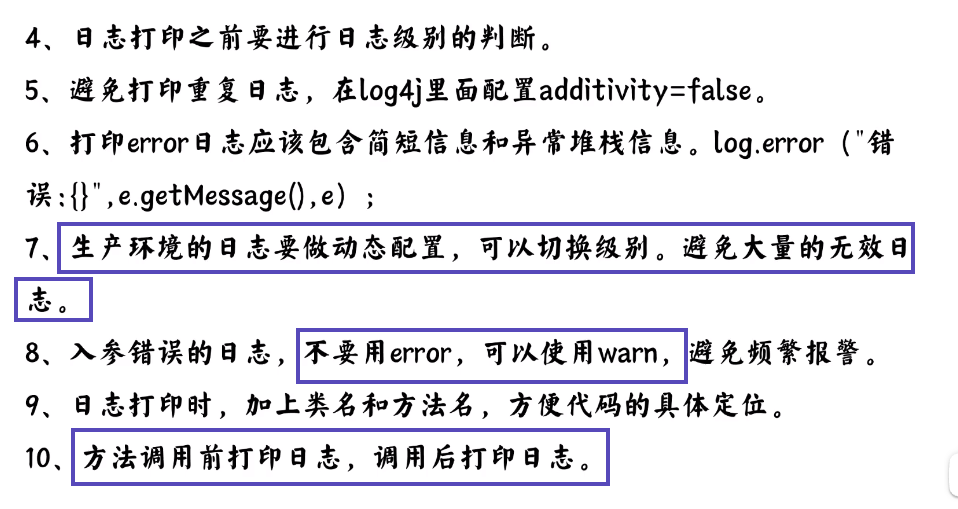 4、日志打印之前要进行日志级别的判断。
5、避免打印重复日志，在log4j里面配置additivity=false。
6、打印error日志应该包含简短信息和异常堆栈信息。log.error（"错
误:{}",e.getMessage(),e）；
7、生产环境的日志要做动态配置，可以切换级别。避免大量的无效日
志。
8、入参错误的日志，不要用error，可以使用warn，避免频繁报警。
9、日志打印时，加上类名和方法名，方便代码的具体定位。
10、方法调用前打印日志，调用后打印日志。